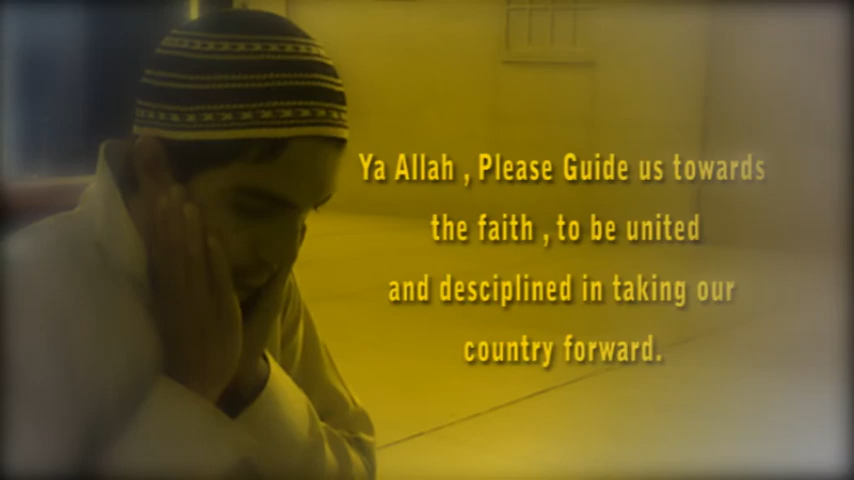 Ya Allah , Please Guide us towards
the faith , to be united
and desciplined in taking our
country forward.